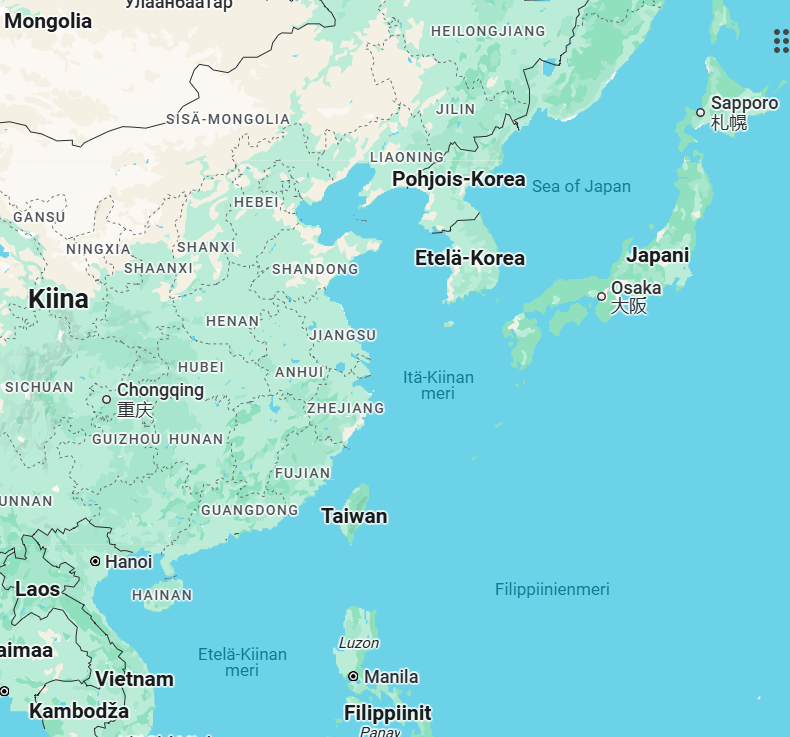 Улаанбаатар
Mongolia
HEILONGJIANG
Sapporo
札幌
JILIN
SISÄ-MONGOLIA
LIAONING
Pohjois-Korea
Sea of Japan
HEBEI
GANSU
NINGXIA
SHANXI
Etelä-Korea
Japani
SHAANXI
SHANDONG
Kiina
Osaka
大阪
HENAN
JIANGSU
HUBEI
ANHUI
Itä-Kiinan
meri
SICHUAN
Chongqing
重庆
ZHEJIANG
GUIZHOU
HUNAN
FUJIAN
UNNAN
GUANGDONG
Taiwan
Hanoi
Laos
HAINAN
Filippiinienmeri
Luzon
aimaa
Etelä-Kiinan
meri
Vietnam
Manila
Kambodža
Filippiinit
Panay